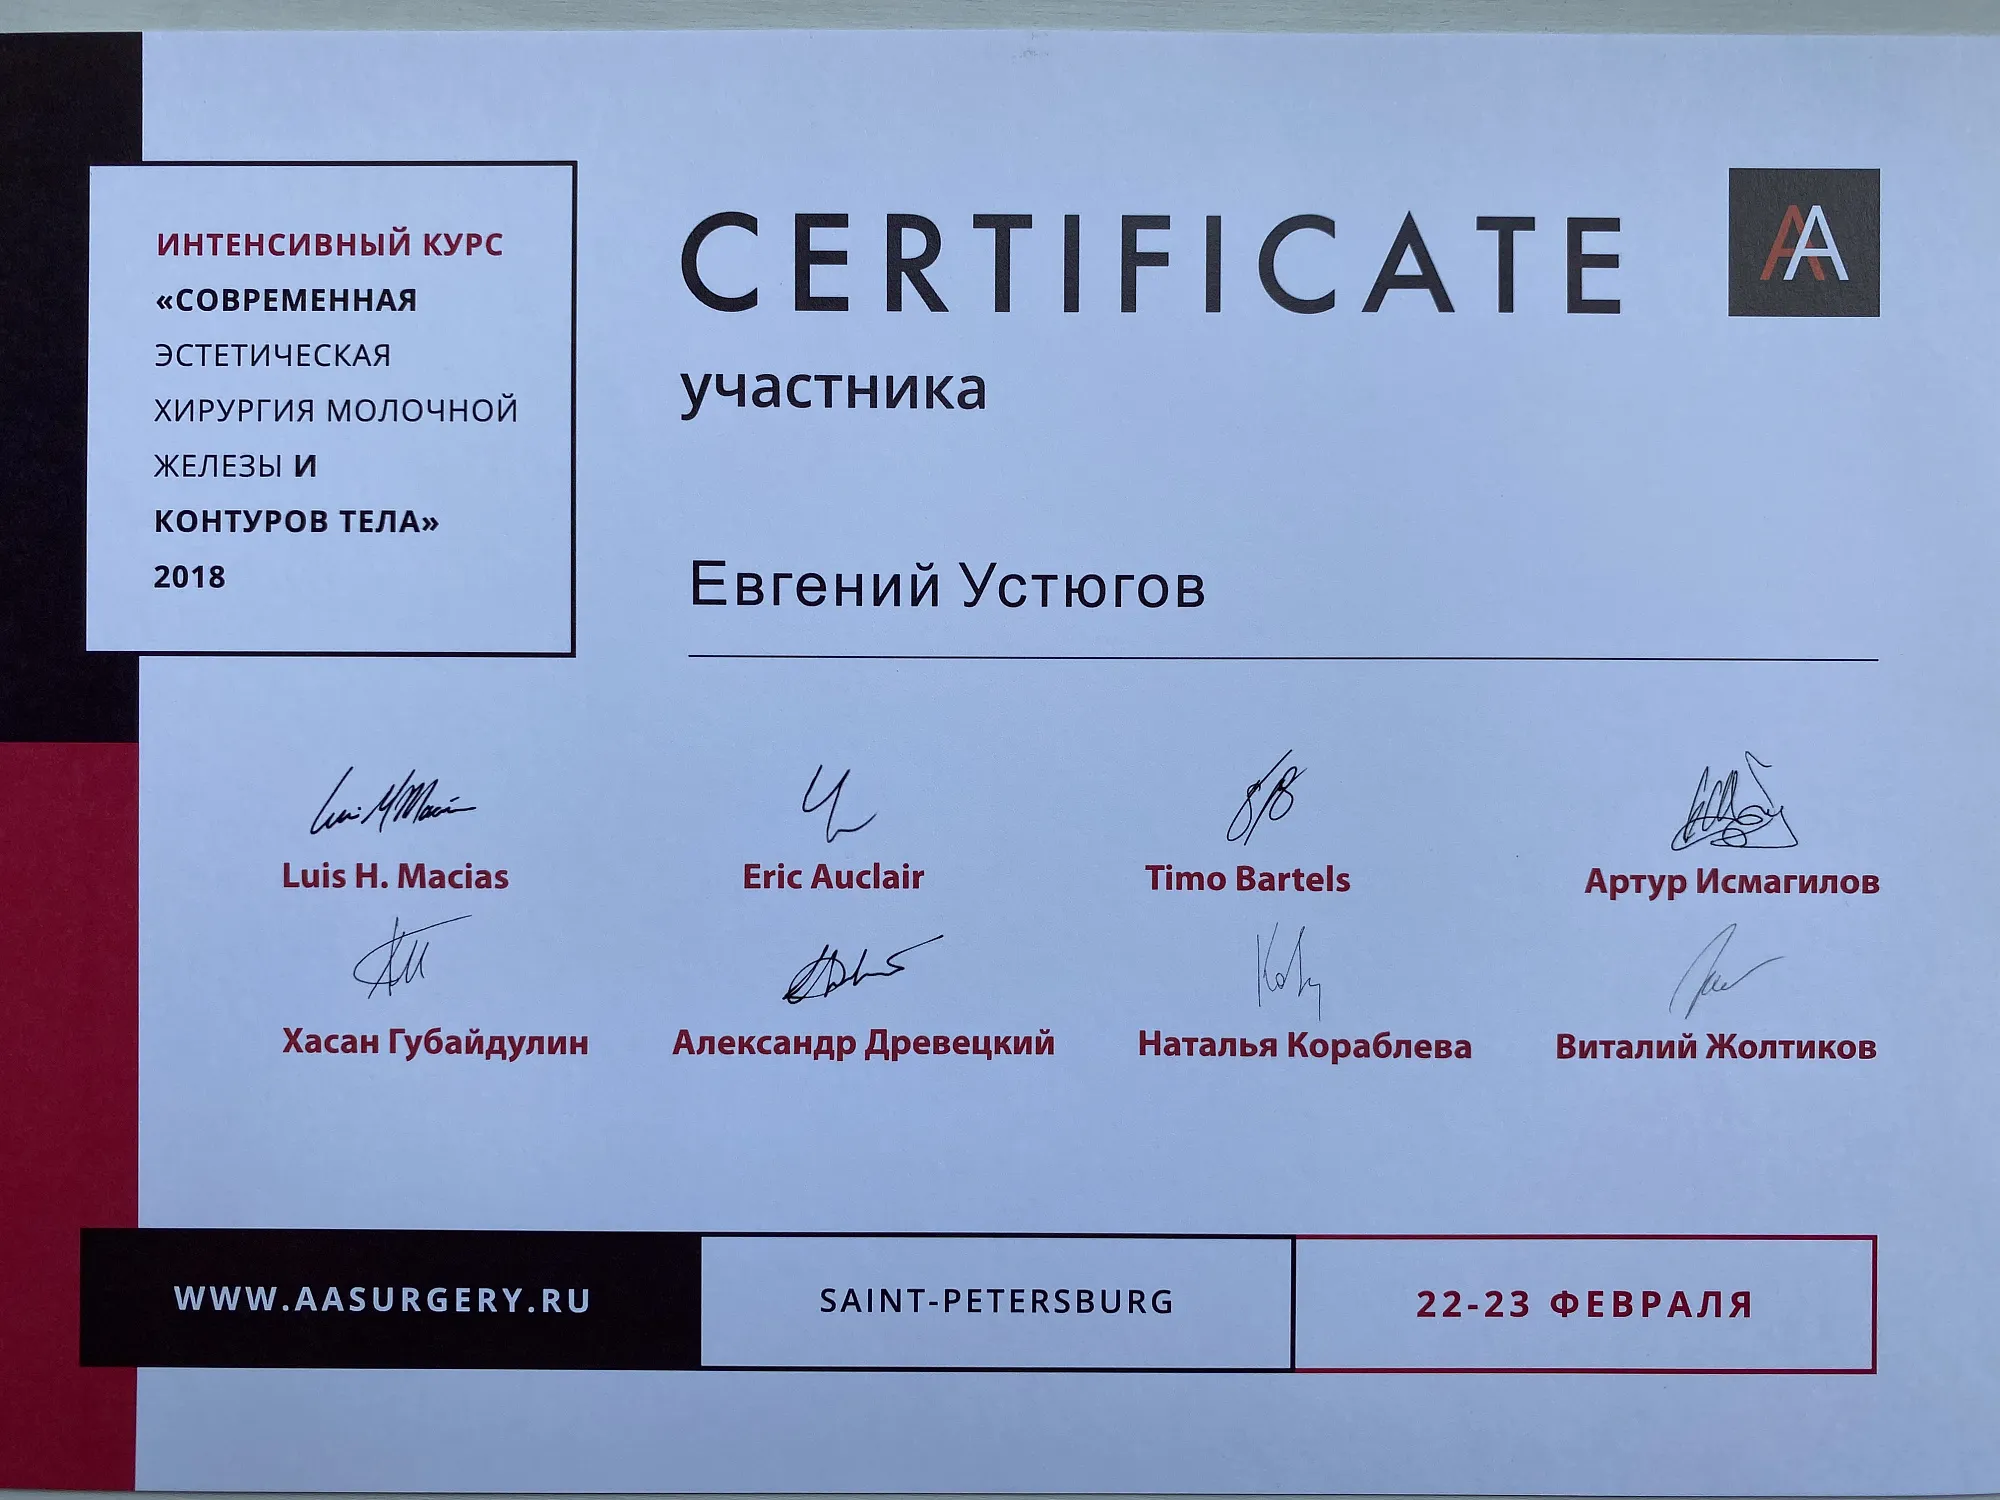 ИНТЕНСИВНЫЙ КУРС
«СОВРЕМЕННАЯ
ЭСТЕТИЧЕСКАЯ
ХИРУРГИЯ МОЛОЧНОЙ
ЖЕЛЕЗЫ И
КОНТУРОВ ТЕЛА»
2018
CERTIFICATE
AA
участника
Евгений Устюгов
Luis H. Macias
Eric Auclair
Timo Bartels
Артур Исмагилов
Хасан Губайдулин
Александр Древецкий
Наталья Кораблева
Виталий Жолтиков
WWW.AASURGERY.RU
SAINT-PETERSBURG
22-23 ФЕВРАЛЯ